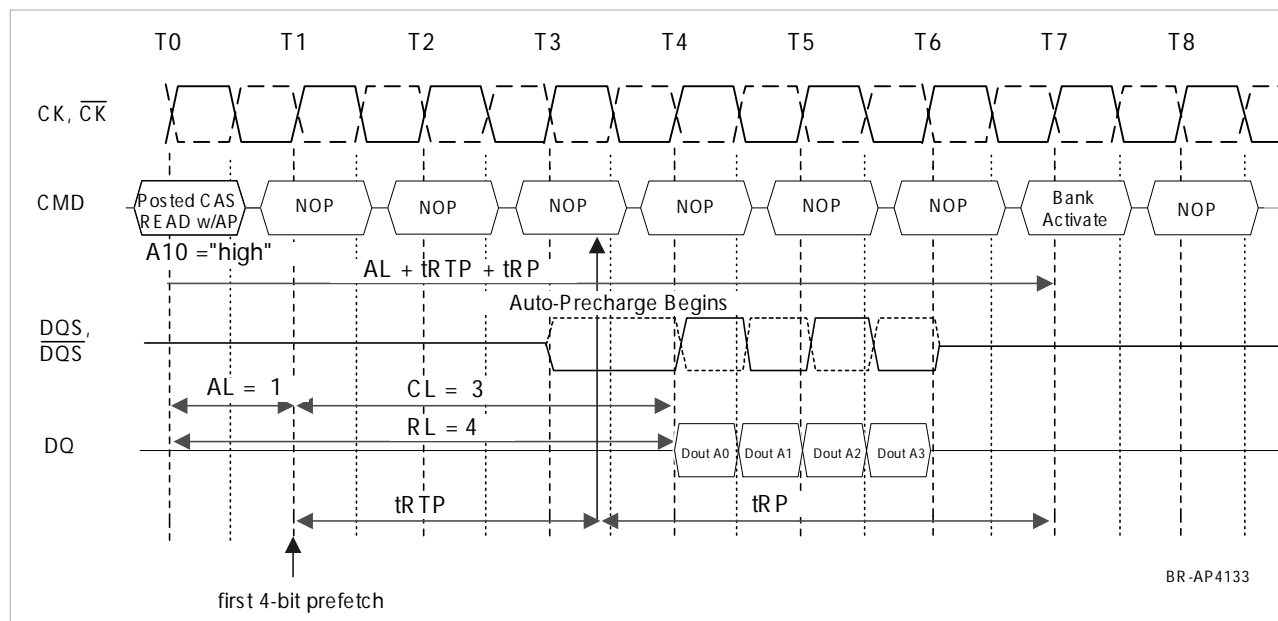 T0 T1 T2 T3 T4 T5 T6 T7 T8
CK, CK
CMD
Posted CAS
READ w/AP
NOP NOP NOP NOP NOP NOP
Bank
Activate
NOP
A10 ="high"
AL + tRTP + tRP
Auto-Precharge Begins
DQS,
DQS
AL = 1
CL = 3
RL = 4
DQ
Dout A0 Dout A1 Dout A2 Dout A3
tRTP
tRP
BR-AP4133
first 4-bit prefetch